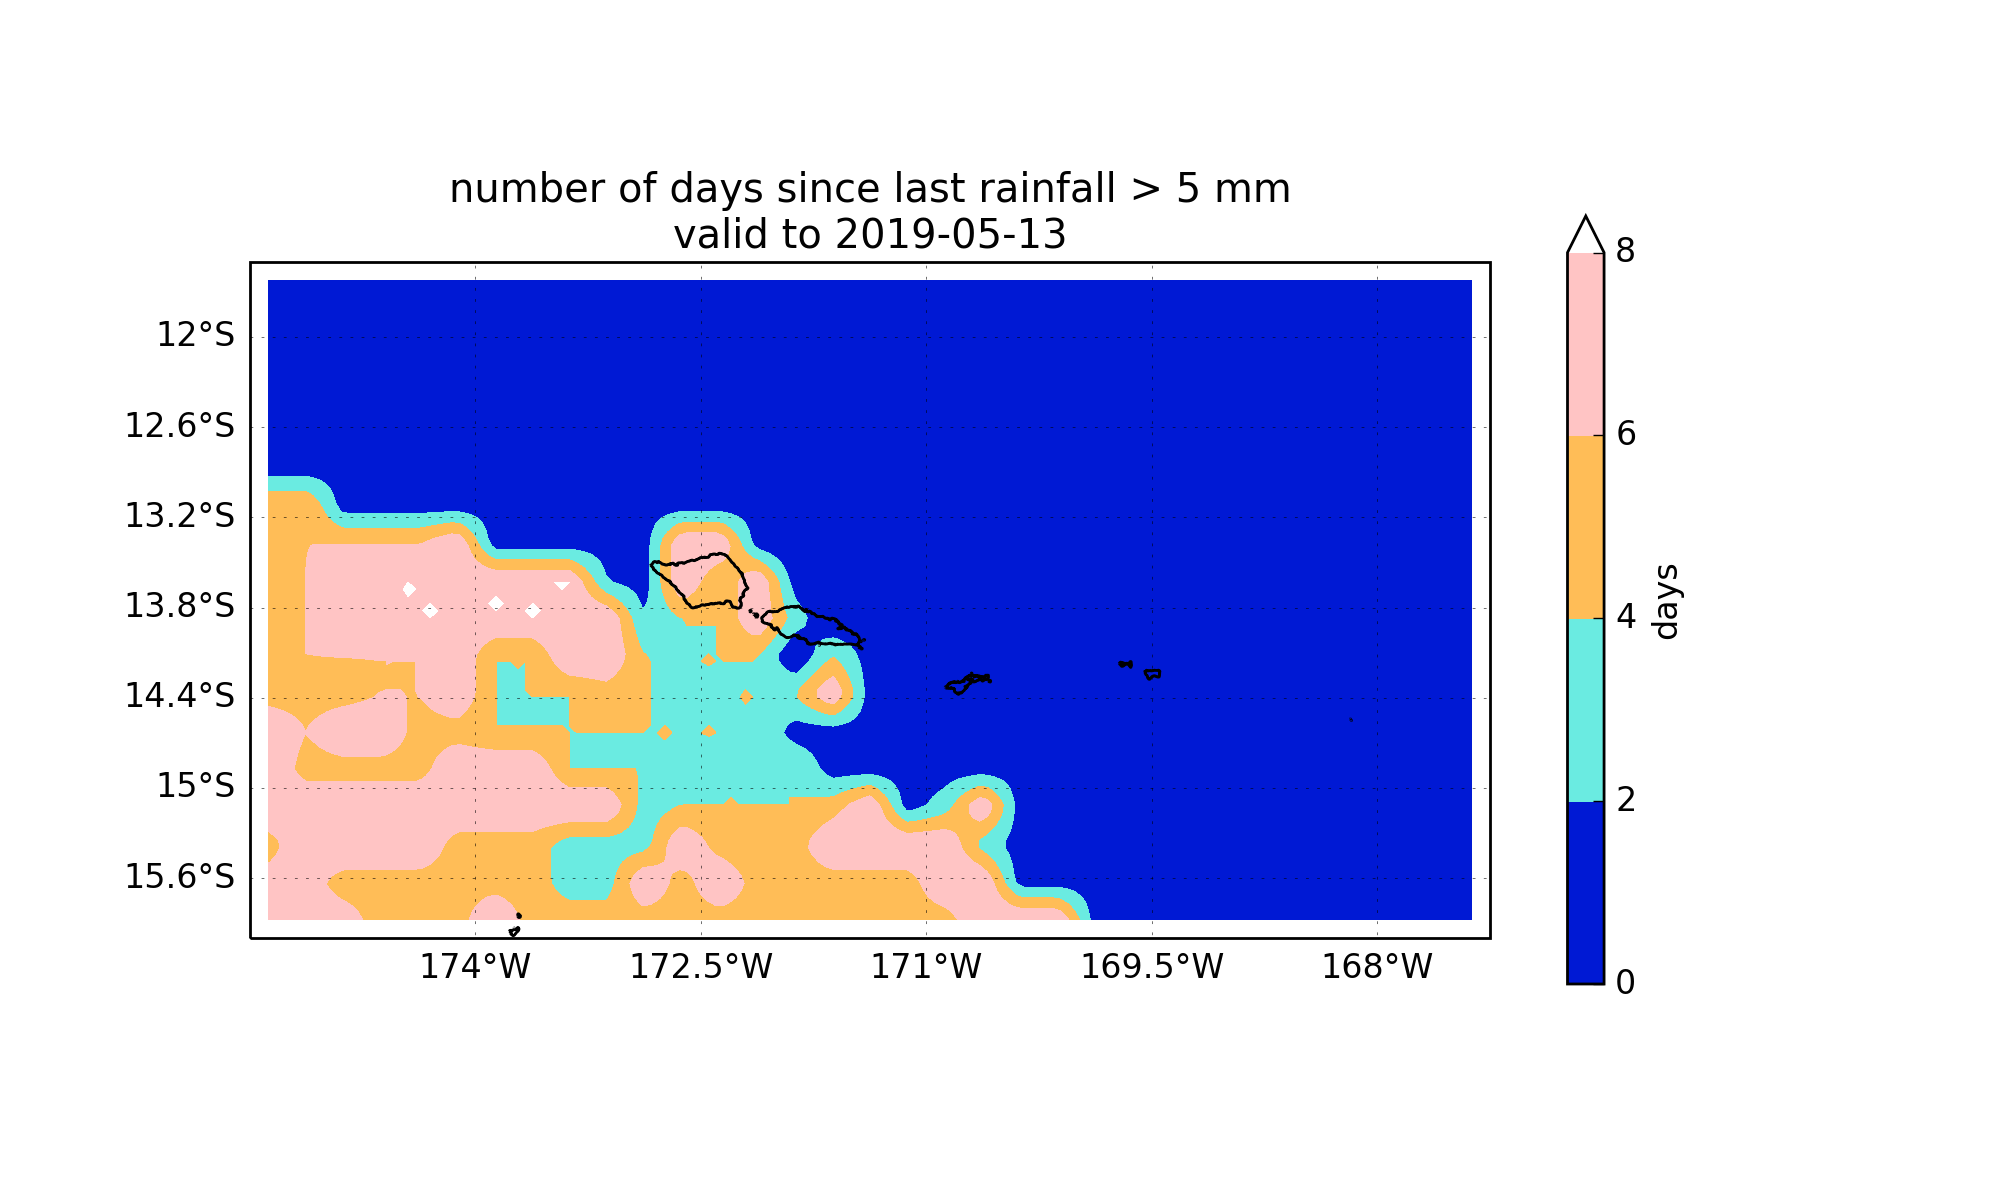 number of days since last rainfall > 5 mm
valid to 2019-05-13
12°S
12.6°S
13.2°S
13.8°S
14.4°S
15°S
15.6°S
174°W
172.5°W
171°W
169.5°W
168°W
8
6
4
2
0
days